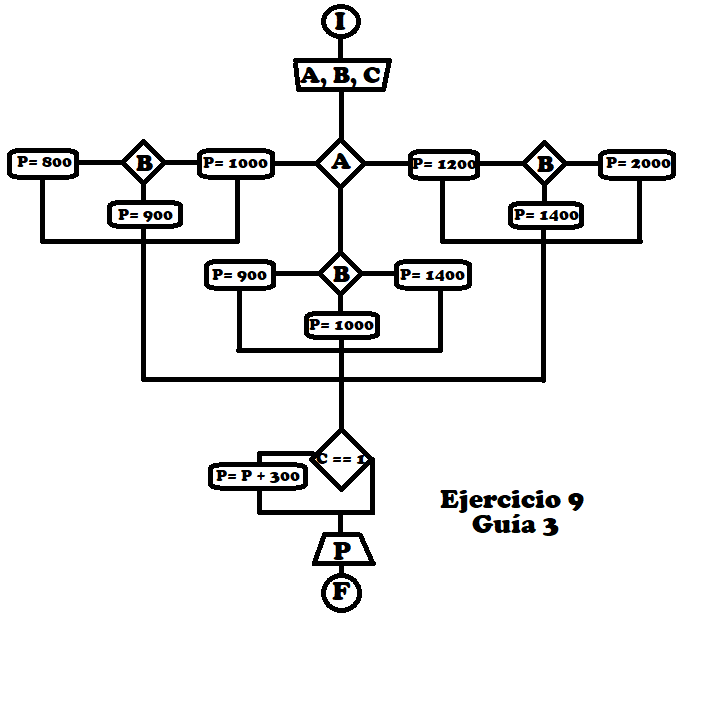 I
A, B, C
P= 800
B
P= 1000
A
P= 1200
B
P= 2000
P= 900
P= 1400
P= 900
B
P= 1400
P= 1000
C == 1
P= P + 300
Ejercicio 9
Guía 3
P
F